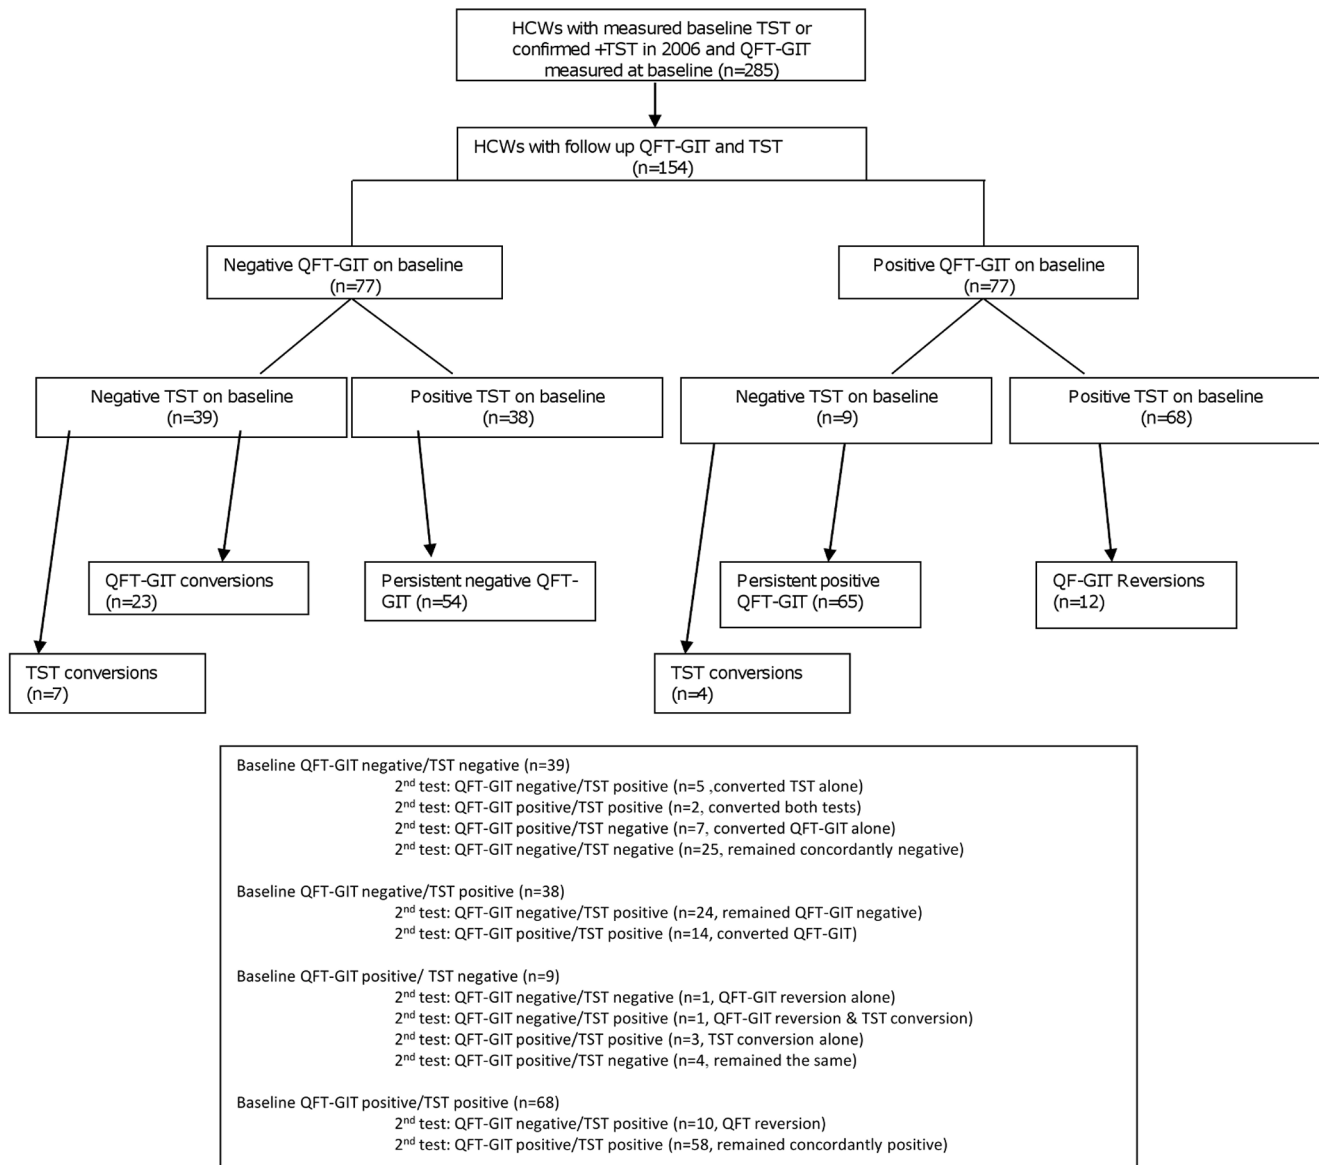 HCWs with measured baseline TST or
confirmed +TST in 2006 and QFT-GIT
measured at baseline (n=285)
HCWs with follow up QFT-GIT and TST
(n=154)
Negative QFT-GIT on baseline
(n=77)
Positive QFT-GIT on baseline
(n=77)
Negative TST on baseline
(n=39)
Positive TST on baseline
(n=38)
Negative TST on baseline
(n=9)
Positive TST on baseline
(n=68)
QFT-GIT conversions
(n=23)
Persistent negative QFT-
GIT (n=54)
Persistent positive
QFT-GIT (n=65)
QF-GIT Reversions
(n=12)
TST conversions
(n=7)
TST conversions
(n=4)
Baseline QFT-GIT negative/TST negative (n=39)
2nd test: QFT-GIT negative/TST positive (n=5 ,converted TST alone)
2nd test: QFT-GIT positive/TST positive (n=2, converted both tests)
2nd test: QFT-GIT positive/TST negative (n=7, converted QFT-GIT alone)
2nd test: QFT-GIT negative/TST negative (n=25, remained concordantly negative)
Baseline QFT-GIT negative/TST positive (n=38)
2nd test: QFT-GIT negative/TST positive (n=24, remained QFT-GIT negative)
2nd test: QFT-GIT positive/TST positive (n=14, converted QFT-GIT)
Baseline QFT-GIT positive/ TST negative (n=9)
2nd test: QFT-GIT negative/TST negative (n=1, QFT-GIT reversion alone)
2nd test: QFT-GIT negative/TST positive (n=1, QFT-GIT reversion & TST conversion)
2nd test: QFT-GIT positive/TST positive (n=3, TST conversion alone)
2nd test: QFT-GIT positive/TST negative (n=4, remained the same)
Baseline QFT-GIT positive/TST positive (n=68)
2nd test: QFT-GIT negative/TST positive (n=10, QFT reversion)
2nd test: QFT-GIT positive/TST positive (n=58, remained concordantly positive)